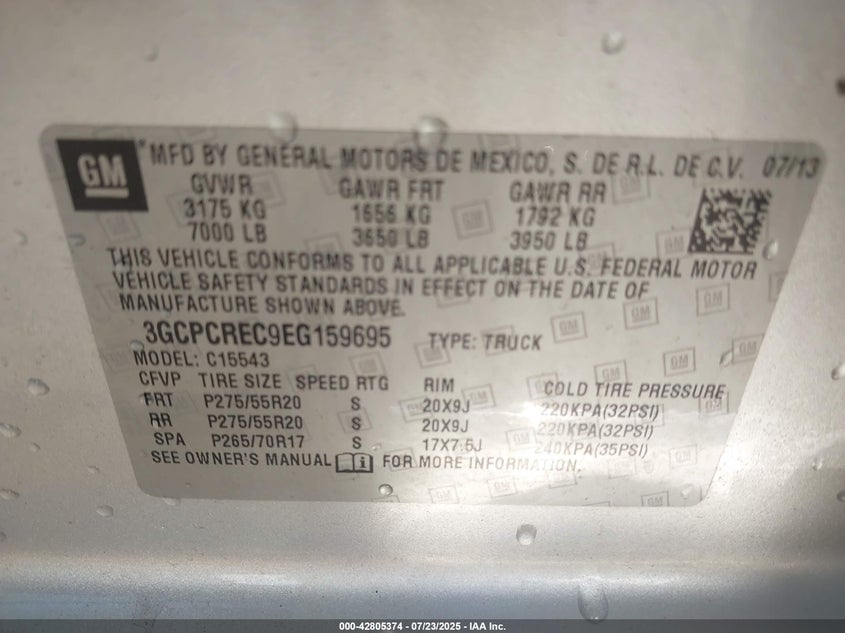 GM
MFD BY GENERAL MOTORS DE MEXICO, S. DE R.L. DE C.V. 07/13
GVWR GAWR FRT GAWR RR
3175 KG 1656 KG 1792 KG
7000 LB 3650 LB 3950 LB
THIS VEHICLE CONFORMS TO ALL APPLICABLE U.S. FEDERAL MOTOR
VEHICLE SAFETY STANDARDS IN EFFECT ON THE DATE OF
MANUFACTURE SHOWN ABOVE.
3GCPCREC9EG159695 TYPE: TRUCK
MODEL: C15543
CFVP TIRE SIZE SPEED RTG RIM COLD TIRE PRESSURE
FRT P275/55R20 S 20X9J 220KPA(32PSI)
RR P275/55R20 S 20X9J 220KPA(32PSI)
SPA P265/70R17 S 17X7.5J 240KPA(35PSI)
SEE OWNER'S MANUAL FOR MORE INFORMATION.
000-42805374 | 07/23/2025 - IAA Inc.